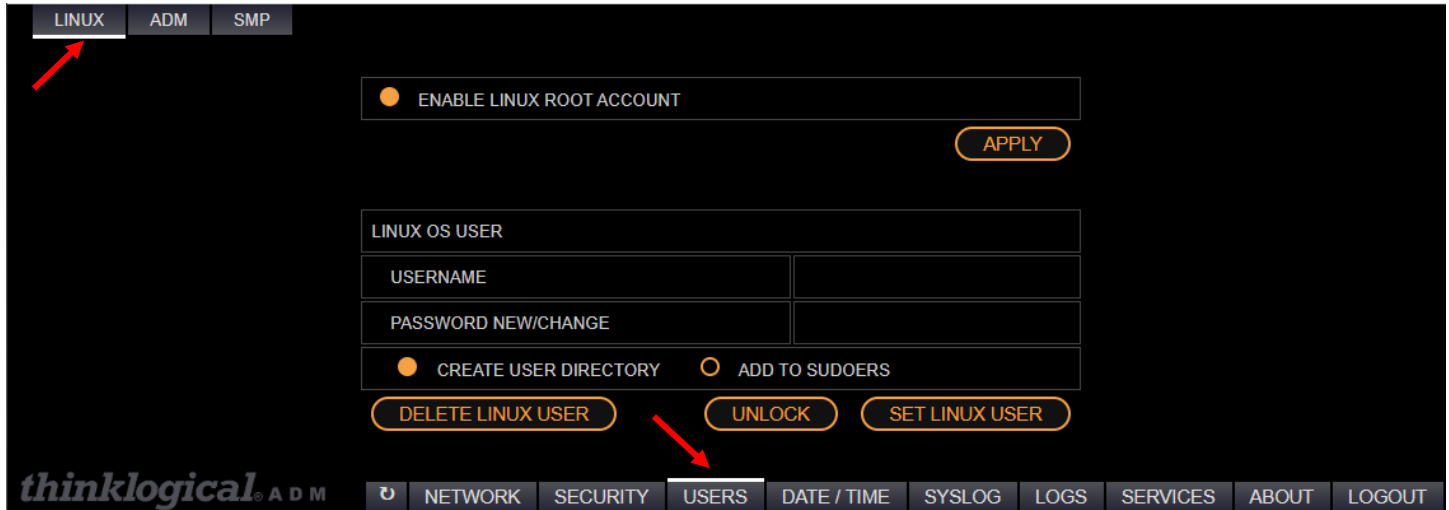 LINUX ADM SMP
ENABLE LINUX ROOT ACCOUNT
APPLY
LINUX OS USER
USERNAME
PASSWORD NEW/CHANGE
CREATE USER DIRECTORY ADD TO SUDOERS
DELETE LINUX USER UNLOCK SET LINUX USER
thinklogical® ADM ↻ NETWORK SECURITY USERS DATE / TIME SYSLOG LOGS SERVICES ABOUT LOGOUT